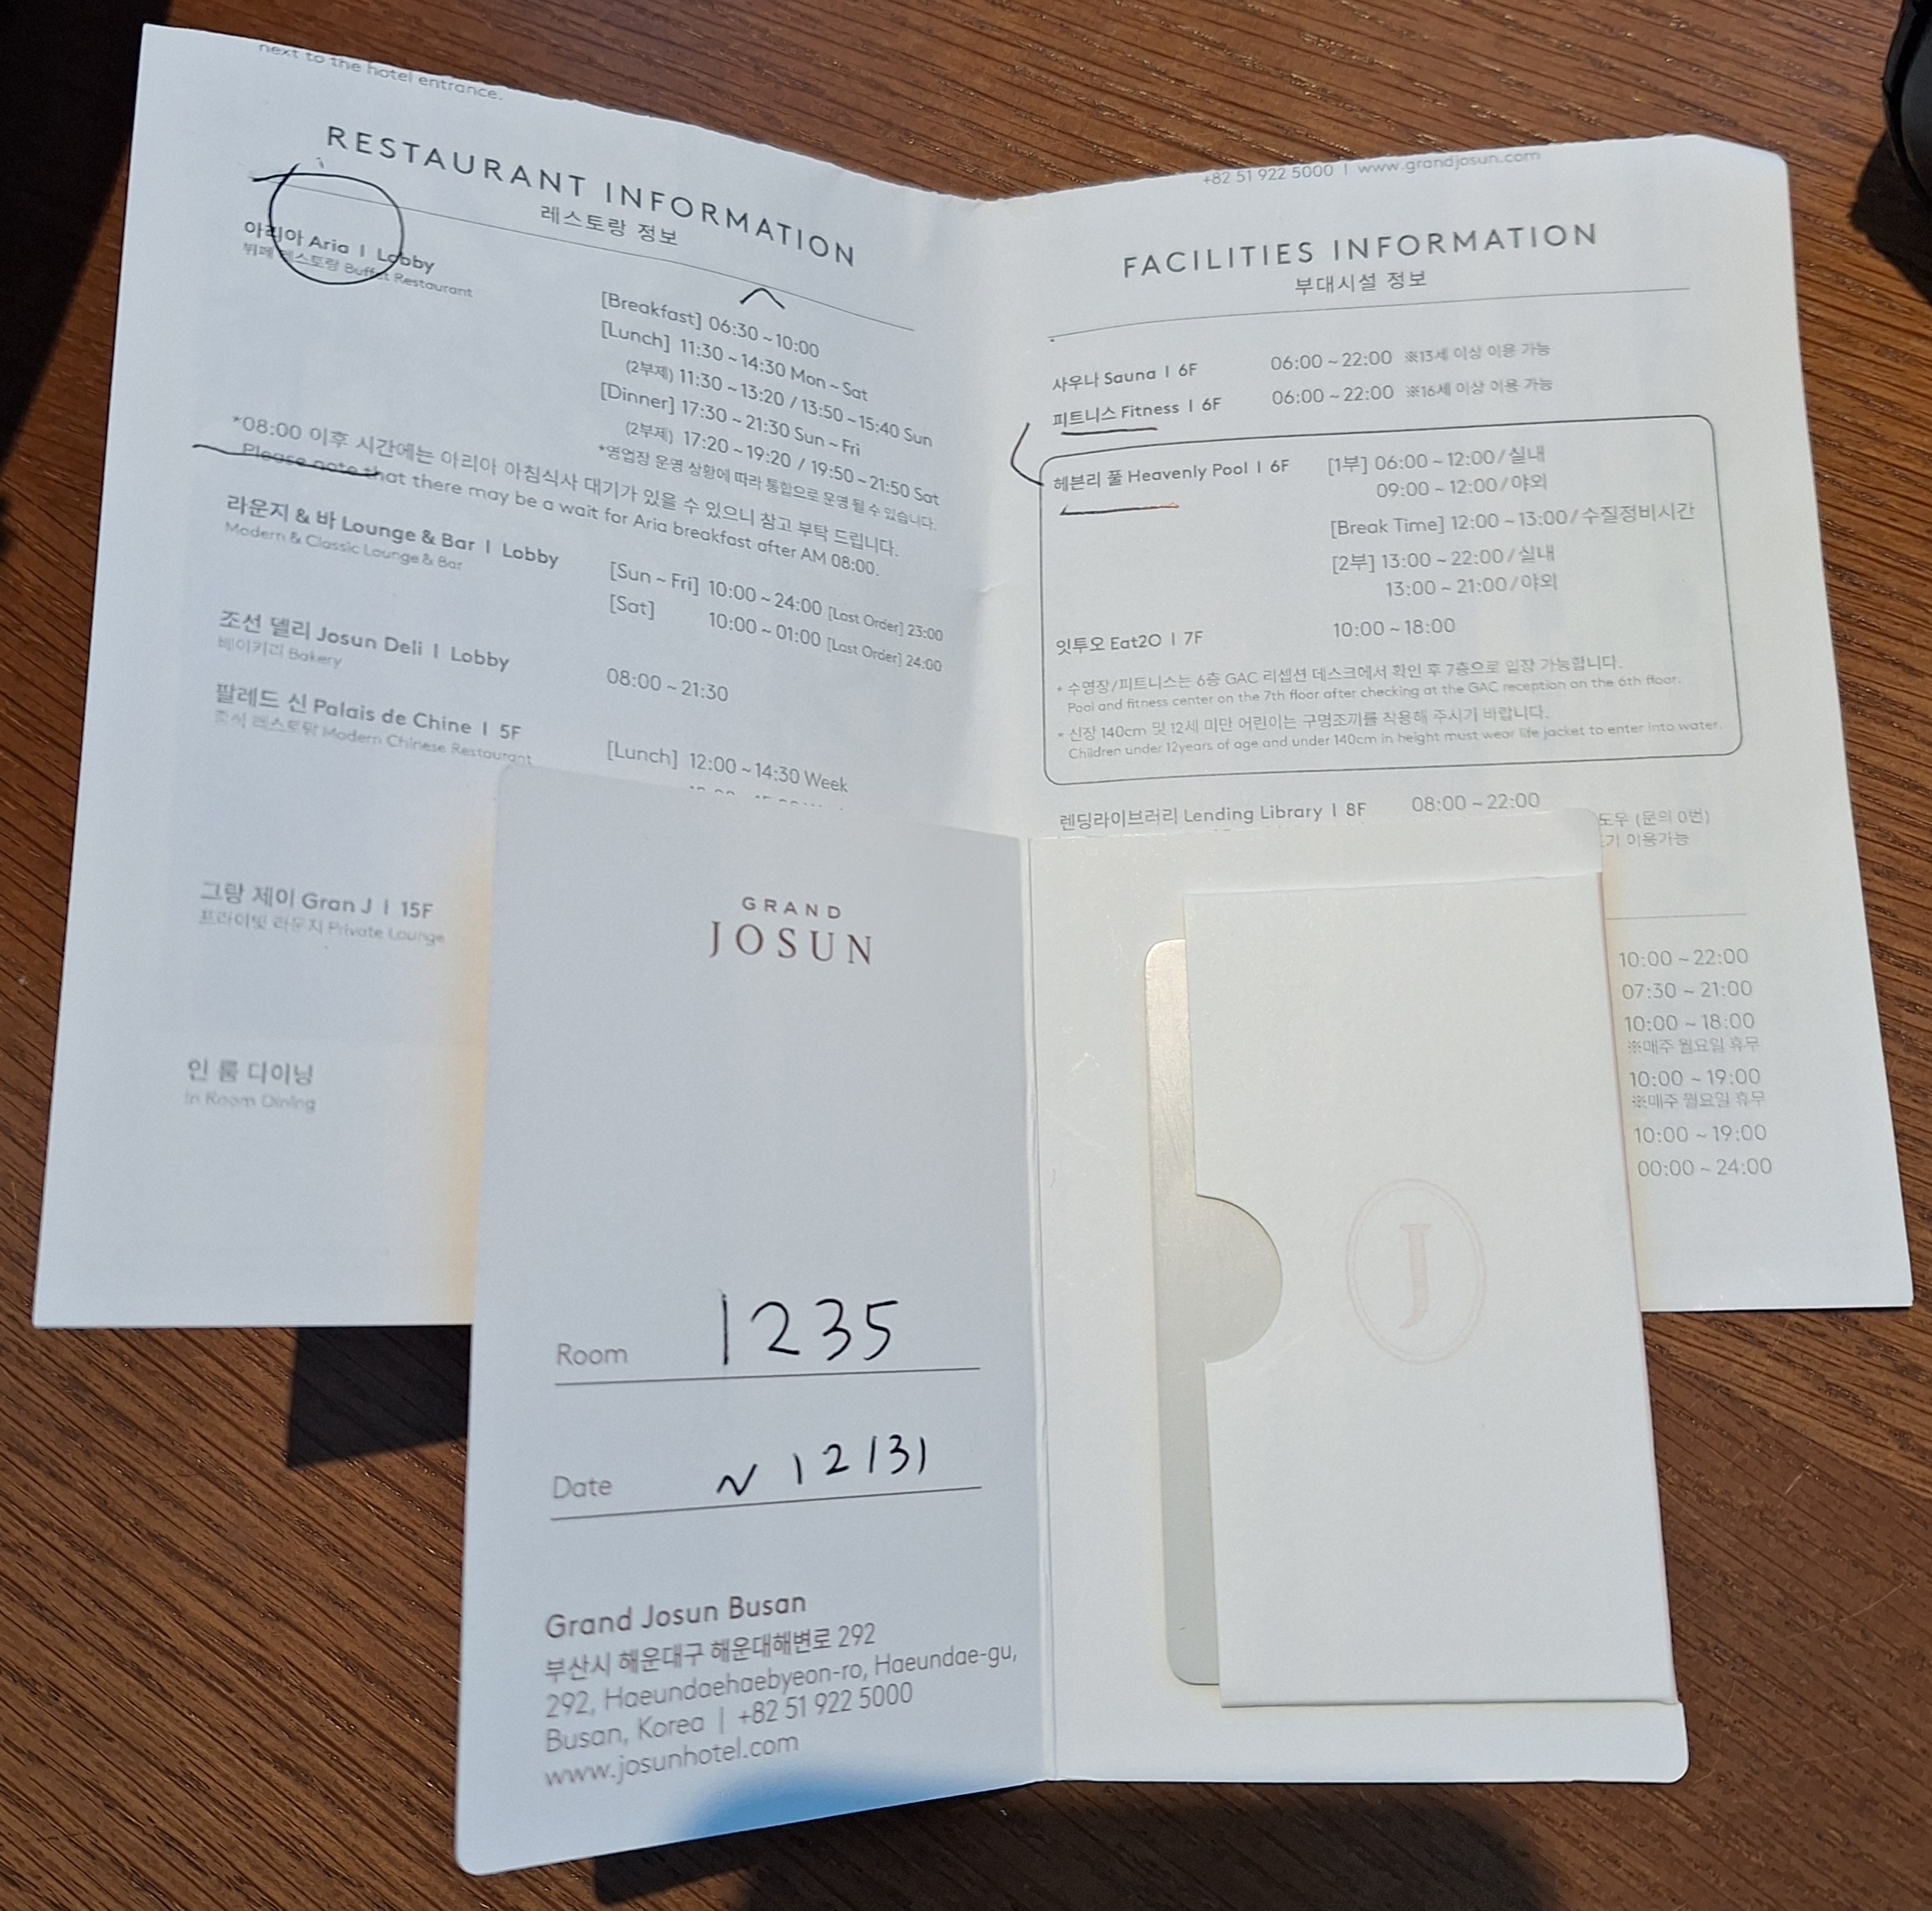 next to the hotel entrance.
RESTAURANT INFORMATION
레스토랑 정보
아리아 Aria | Lobby
뷔페 레스토랑 Buffet Restaurant
[Breakfast] 06:30 ~ 10:00
[Lunch] 11:30 ~ 14:30 Mon ~ Sat
(2부제) 11:30 ~ 13:20 / 13:50 ~ 15:40 Sun
[Dinner] 17:30 ~ 21:30 Sun ~ Fri
(2부제) 17:20 ~ 19:20 / 19:50 ~ 21:50 Sat
*영업장 운영 상황에 따라 통합으로 운영 될 수 있습니다.
*08:00 이후 시간에는 아리아 아침식사 대기가 있을 수 있으니 참고 부탁 드립니다.
Please note that there may be a wait for Aria breakfast after AM 08:00.
라운지 & 바 Lounge & Bar | Lobby
Modern & Classic Lounge & Bar
[Sun ~ Fri] 10:00 ~ 24:00 [Last Order] 23:00
[Sat] 10:00 ~ 01:00 [Last Order] 24:00
조선 델리 Josun Deli | Lobby
베이커리 Bakery
08:00 ~ 21:30
팔레드 신 Palais de Chine | 5F
중식 레스토랑 Modern Chinese Restaurant
[Lunch] 12:00 ~ 14:30 Week
그랑 제이 Gran J | 15F
프라이빗 라운지 Private Lounge
인 룸 다이닝
In Room Dining
+82 51 922 5000 | www.grandjosun.com
FACILITIES INFORMATION
부대시설 정보
사우나 Sauna | 6F 06:00 ~ 22:00 ※13세 이상 이용 가능
피트니스 Fitness | 6F 06:00 ~ 22:00 ※16세 이상 이용 가능
헤븐리 풀 Heavenly Pool | 6F [1부] 06:00 ~ 12:00 / 실내
09:00 ~ 12:00 / 야외
[Break Time] 12:00 ~ 13:00 / 수질정비시간
[2부] 13:00 ~ 22:00 / 실내
13:00 ~ 21:00 / 야외
잇투오 Eat2O | 7F 10:00 ~ 18:00
* 수영장/피트니스는 6층 GAC 리셉션 데스크에서 확인 후 7층으로 입장 가능합니다.
Pool and fitness center on the 7th floor after checking at the GAC reception on the 6th floor.
* 신장 140cm 및 12세 미만 어린이는 구명조끼를 착용해 주시기 바랍니다.
Children under 12years of age and under 140cm in height must wear life jacket to enter into water.
렌딩라이브러리 Lending Library | 8F 08:00 ~ 22:00
도우 (문의 0번)
기 이용가능
10:00 ~ 22:00
07:30 ~ 21:00
10:00 ~ 18:00
※매주 월요일 휴무
10:00 ~ 19:00
※매주 월요일 휴무
10:00 ~ 19:00
00:00 ~ 24:00
GRAND
JOSUN
Room 1235
Date ~ 12/31
Grand Josun Busan
부산시 해운대구 해운대해변로 292
292, Haeundaehaebyeon-ro, Haeundae-gu,
Busan, Korea | +82 51 922 5000
www.josunhotel.com
J